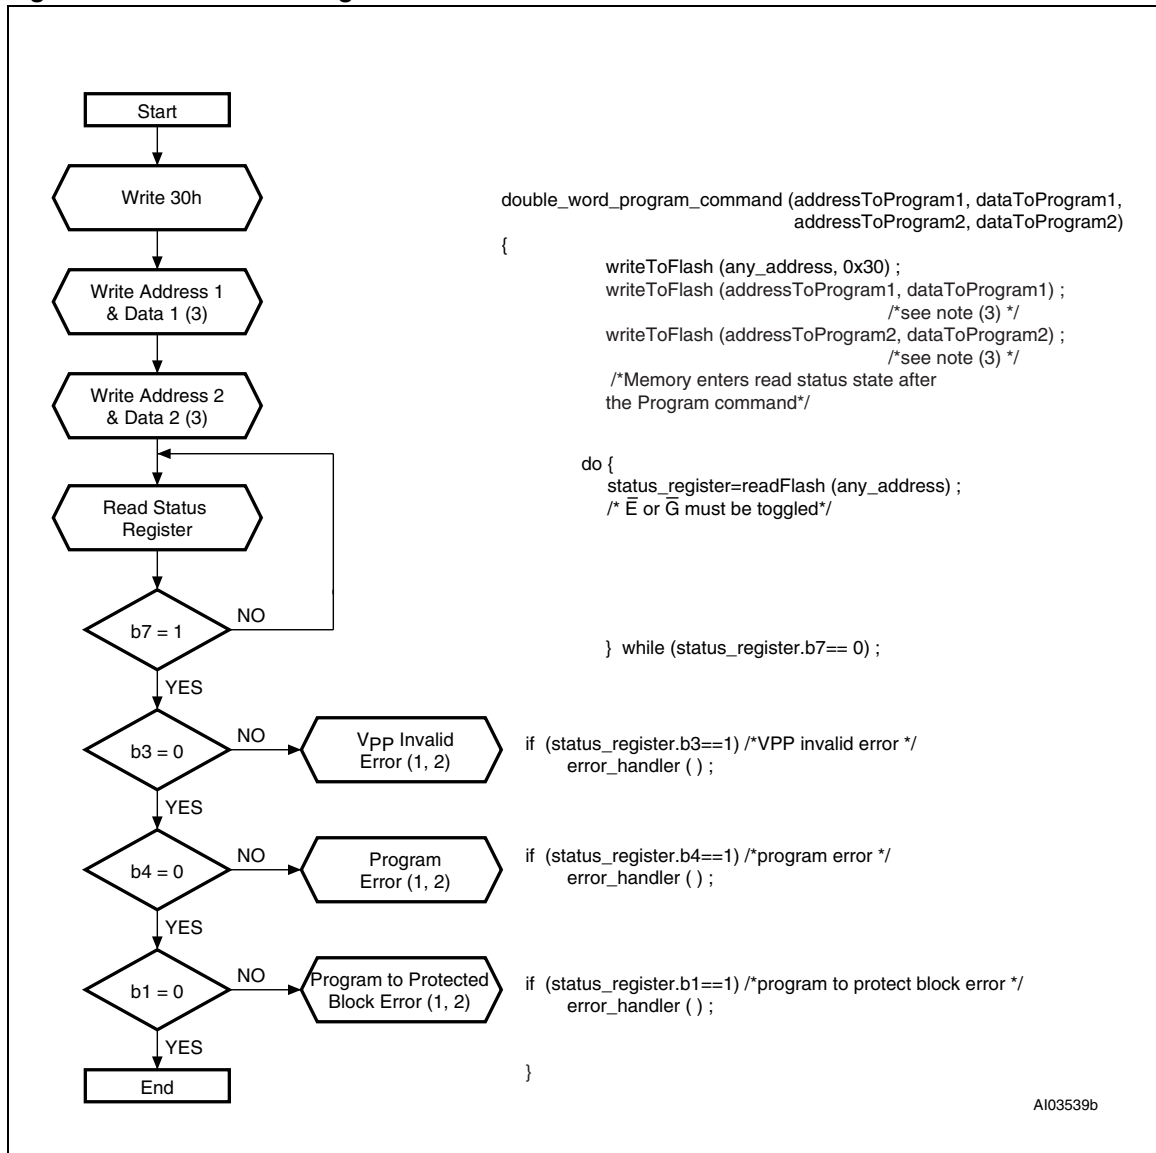 Start
Write 30h
Write Address 1
& Data 1 (3)
Write Address 2
& Data 2 (3)
Read Status
Register
b7 = 1
NO
YES
b3 = 0
NO
VPP Invalid
Error (1, 2)
YES
b4 = 0
NO
Program
Error (1, 2)
YES
b1 = 0
NO
Program to Protected
Block Error (1, 2)
YES
End
double_word_program_command (addressToProgram1, dataToProgram1,
addressToProgram2, dataToProgram2)
{
writeToFlash (any_address, 0x30) ;
writeToFlash (addressToProgram1, dataToProgram1) ;
/*see note (3) */
writeToFlash (addressToProgram2, dataToProgram2) ;
/*see note (3) */
/*Memory enters read status state after
the Program command*/
do {
status_register=readFlash (any_address) ;
/* E̅ or G̅ must be toggled*/
} while (status_register.b7== 0) ;
if (status_register.b3==1) /*VPP invalid error */
error_handler ( ) ;
if (status_register.b4==1) /*program error */
error_handler ( ) ;
if (status_register.b1==1) /*program to protect block error */
error_handler ( ) ;
}
AI03539b